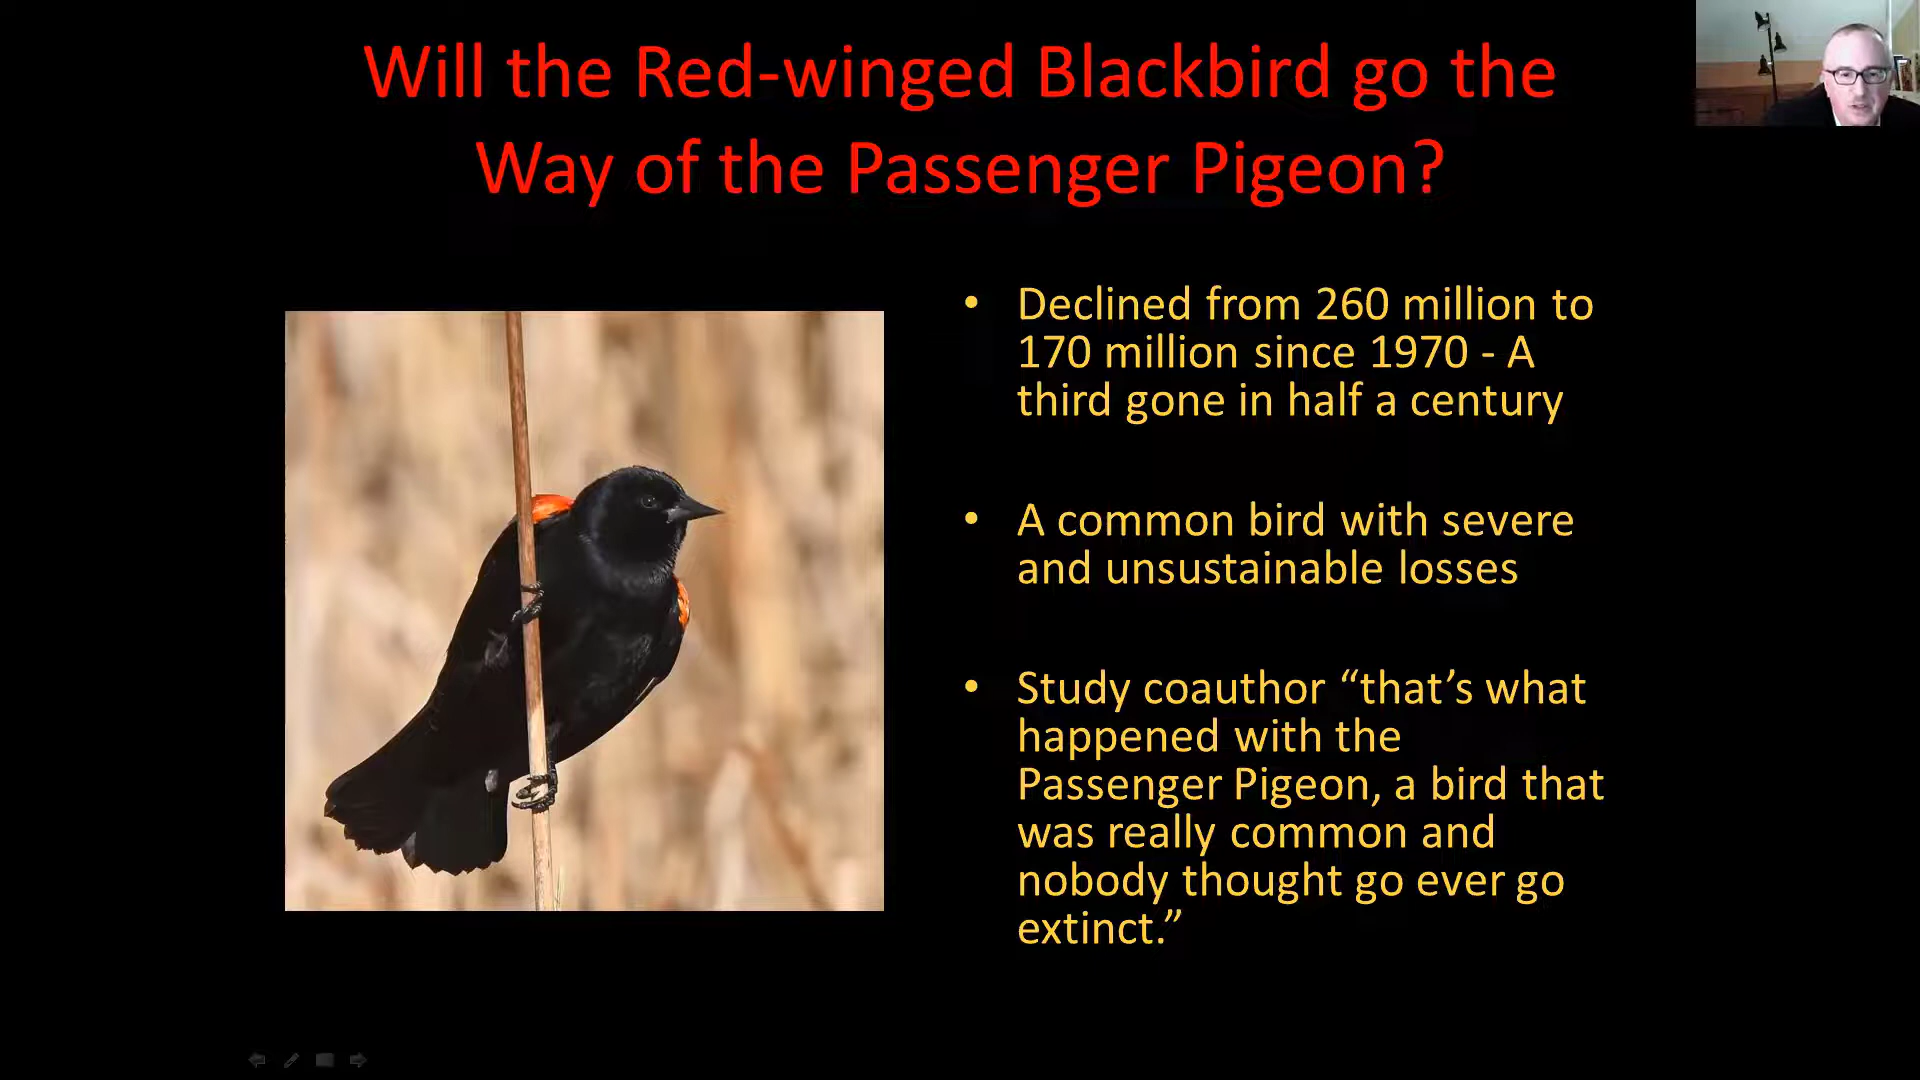 Will the Red-winged Blackbird go the
Way of the Passenger Pigeon?
• Declined from 260 million to
170 million since 1970 - A
third gone in half a century
• A common bird with severe
and unsustainable losses
• Study coauthor “that’s what
happened with the
Passenger Pigeon, a bird that
was really common and
nobody thought go ever go
extinct.”